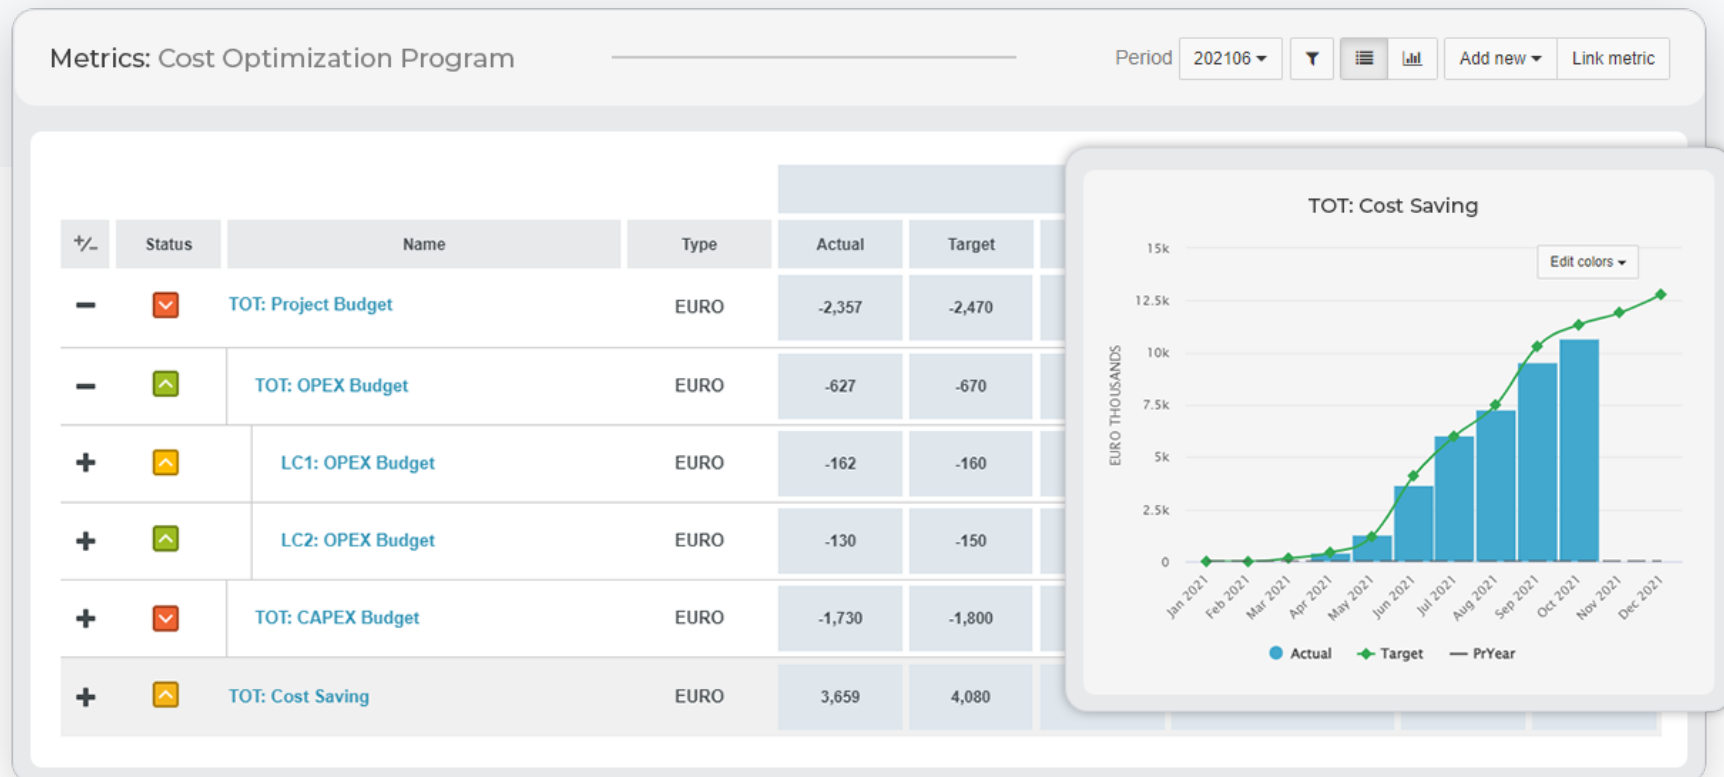 Metrics: Cost Optimization Program
Period 202106 Add new Link metric
+/- Status Name Type Actual Target
TOT: Project Budget EURO -2,357 -2,470
TOT: OPEX Budget EURO -627 -670
LC1: OPEX Budget EURO -162 -160
LC2: OPEX Budget EURO -130 -150
TOT: CAPEX Budget EURO -1,730 -1,800
TOT: Cost Saving EURO 3,659 4,080
TOT: Cost Saving
Edit colors
EURO THOUSANDS
15k
12.5k
10k
7.5k
5k
2.5k
0
Jan 2021 Feb 2021 Mar 2021 Apr 2021 May 2021 Jun 2021 Jul 2021 Aug 2021 Sep 2021 Oct 2021 Nov 2021 Dec 2021
Actual Target PrYear